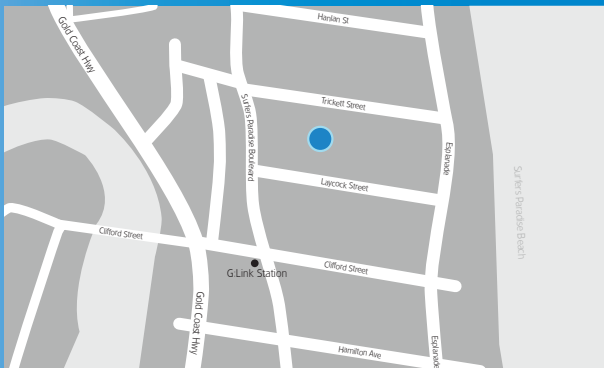 Hanlan St
Gold Coast Hwy
Trickett Street
Surfers Paradise Boulevard
Esplanade
Laycock Street
Surfers Paradise Beach
Clifford Street
Clifford Street
G:Link Station
Gold Coast Hwy
Hamilton Ave
Esplanade